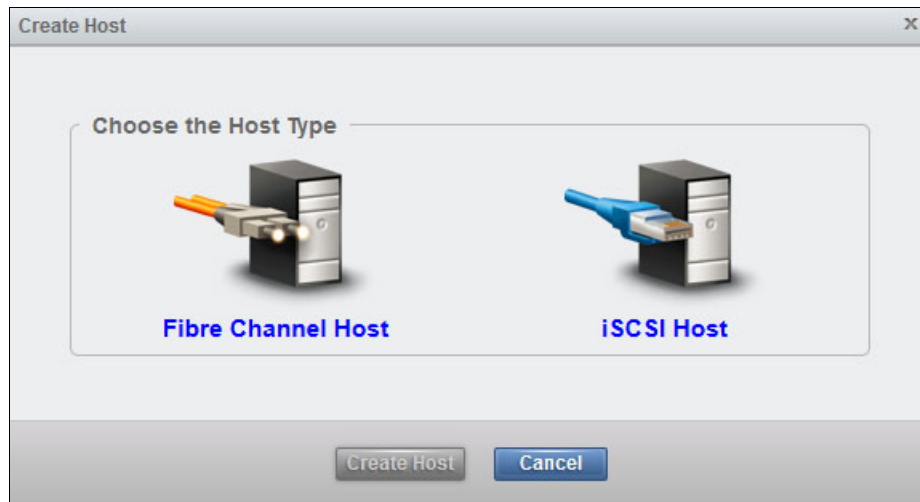 Create Host
x
Choose the Host Type
Fibre Channel Host
iSCSI Host
Create Host
Cancel